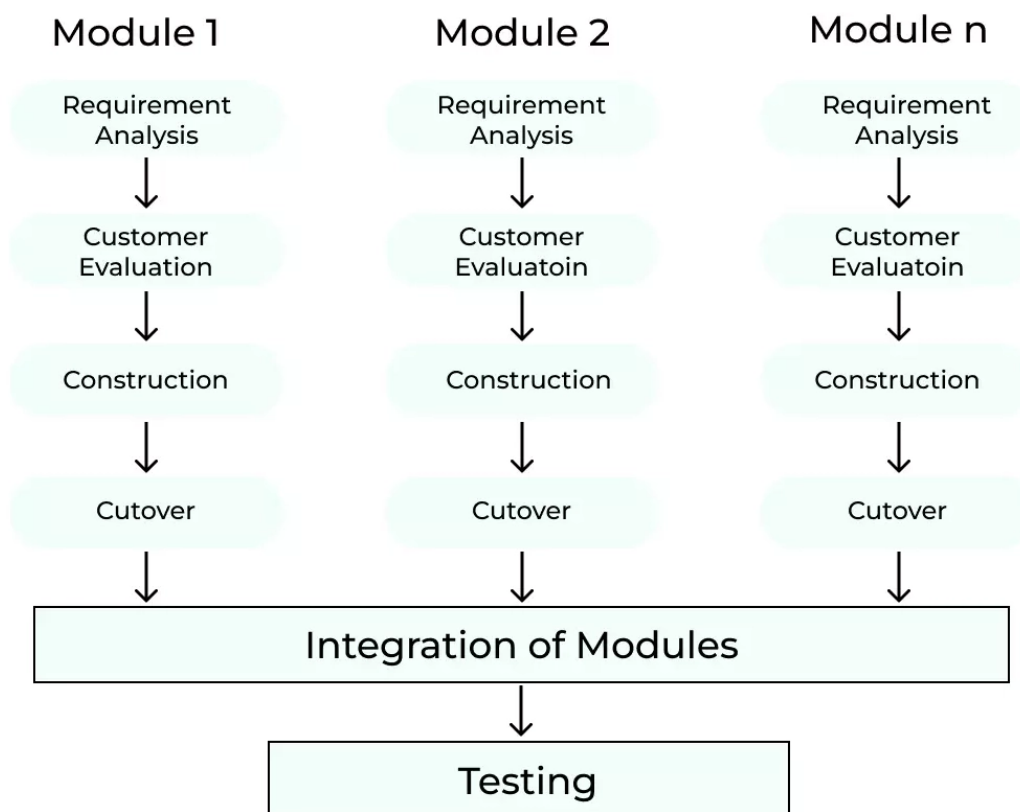 Module 1
Module 2
Module n
Requirement
Analysis
Requirement
Analysis
Requirement
Analysis
Customer
Evaluation
Customer
Evaluatoin
Customer
Evaluatoin
Construction
Construction
Construction
Cutover
Cutover
Cutover
Integration of Modules
Testing